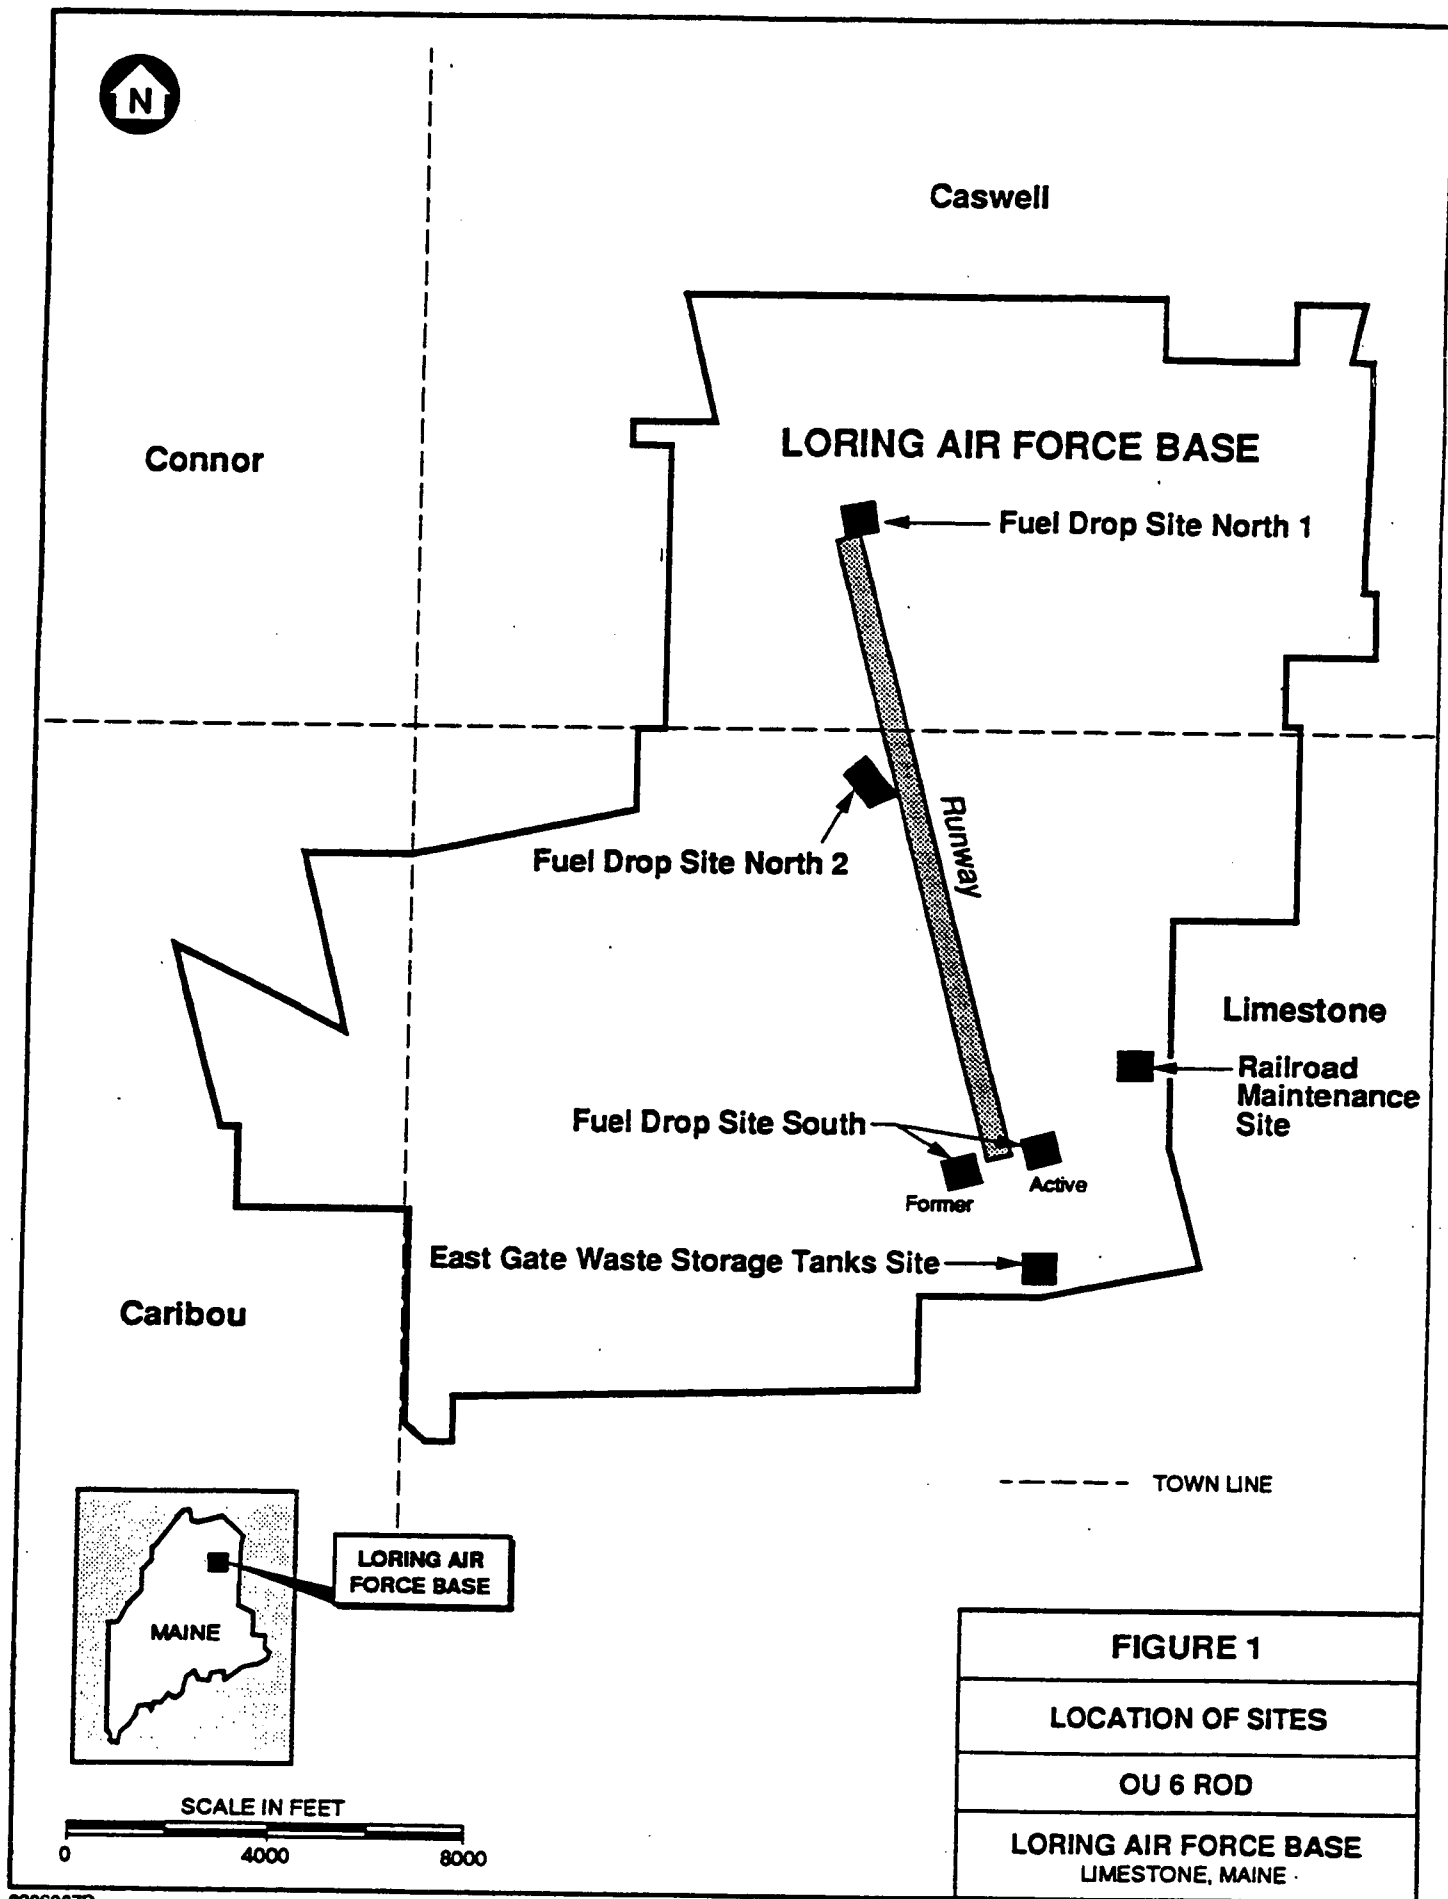 N
Caswell
Connor
LORING AIR FORCE BASE
Fuel Drop Site North 1
Runway
Fuel Drop Site North 2
Limestone
Railroad
Maintenance
Site
Fuel Drop Site South
Former
Active
East Gate Waste Storage Tanks Site
Caribou
TOWN LINE
LORING AIR
FORCE BASE
MAINE
SCALE IN FEET
0 4000 8000
FIGURE 1
LOCATION OF SITES
OU 6 ROD
LORING AIR FORCE BASE
LIMESTONE, MAINE